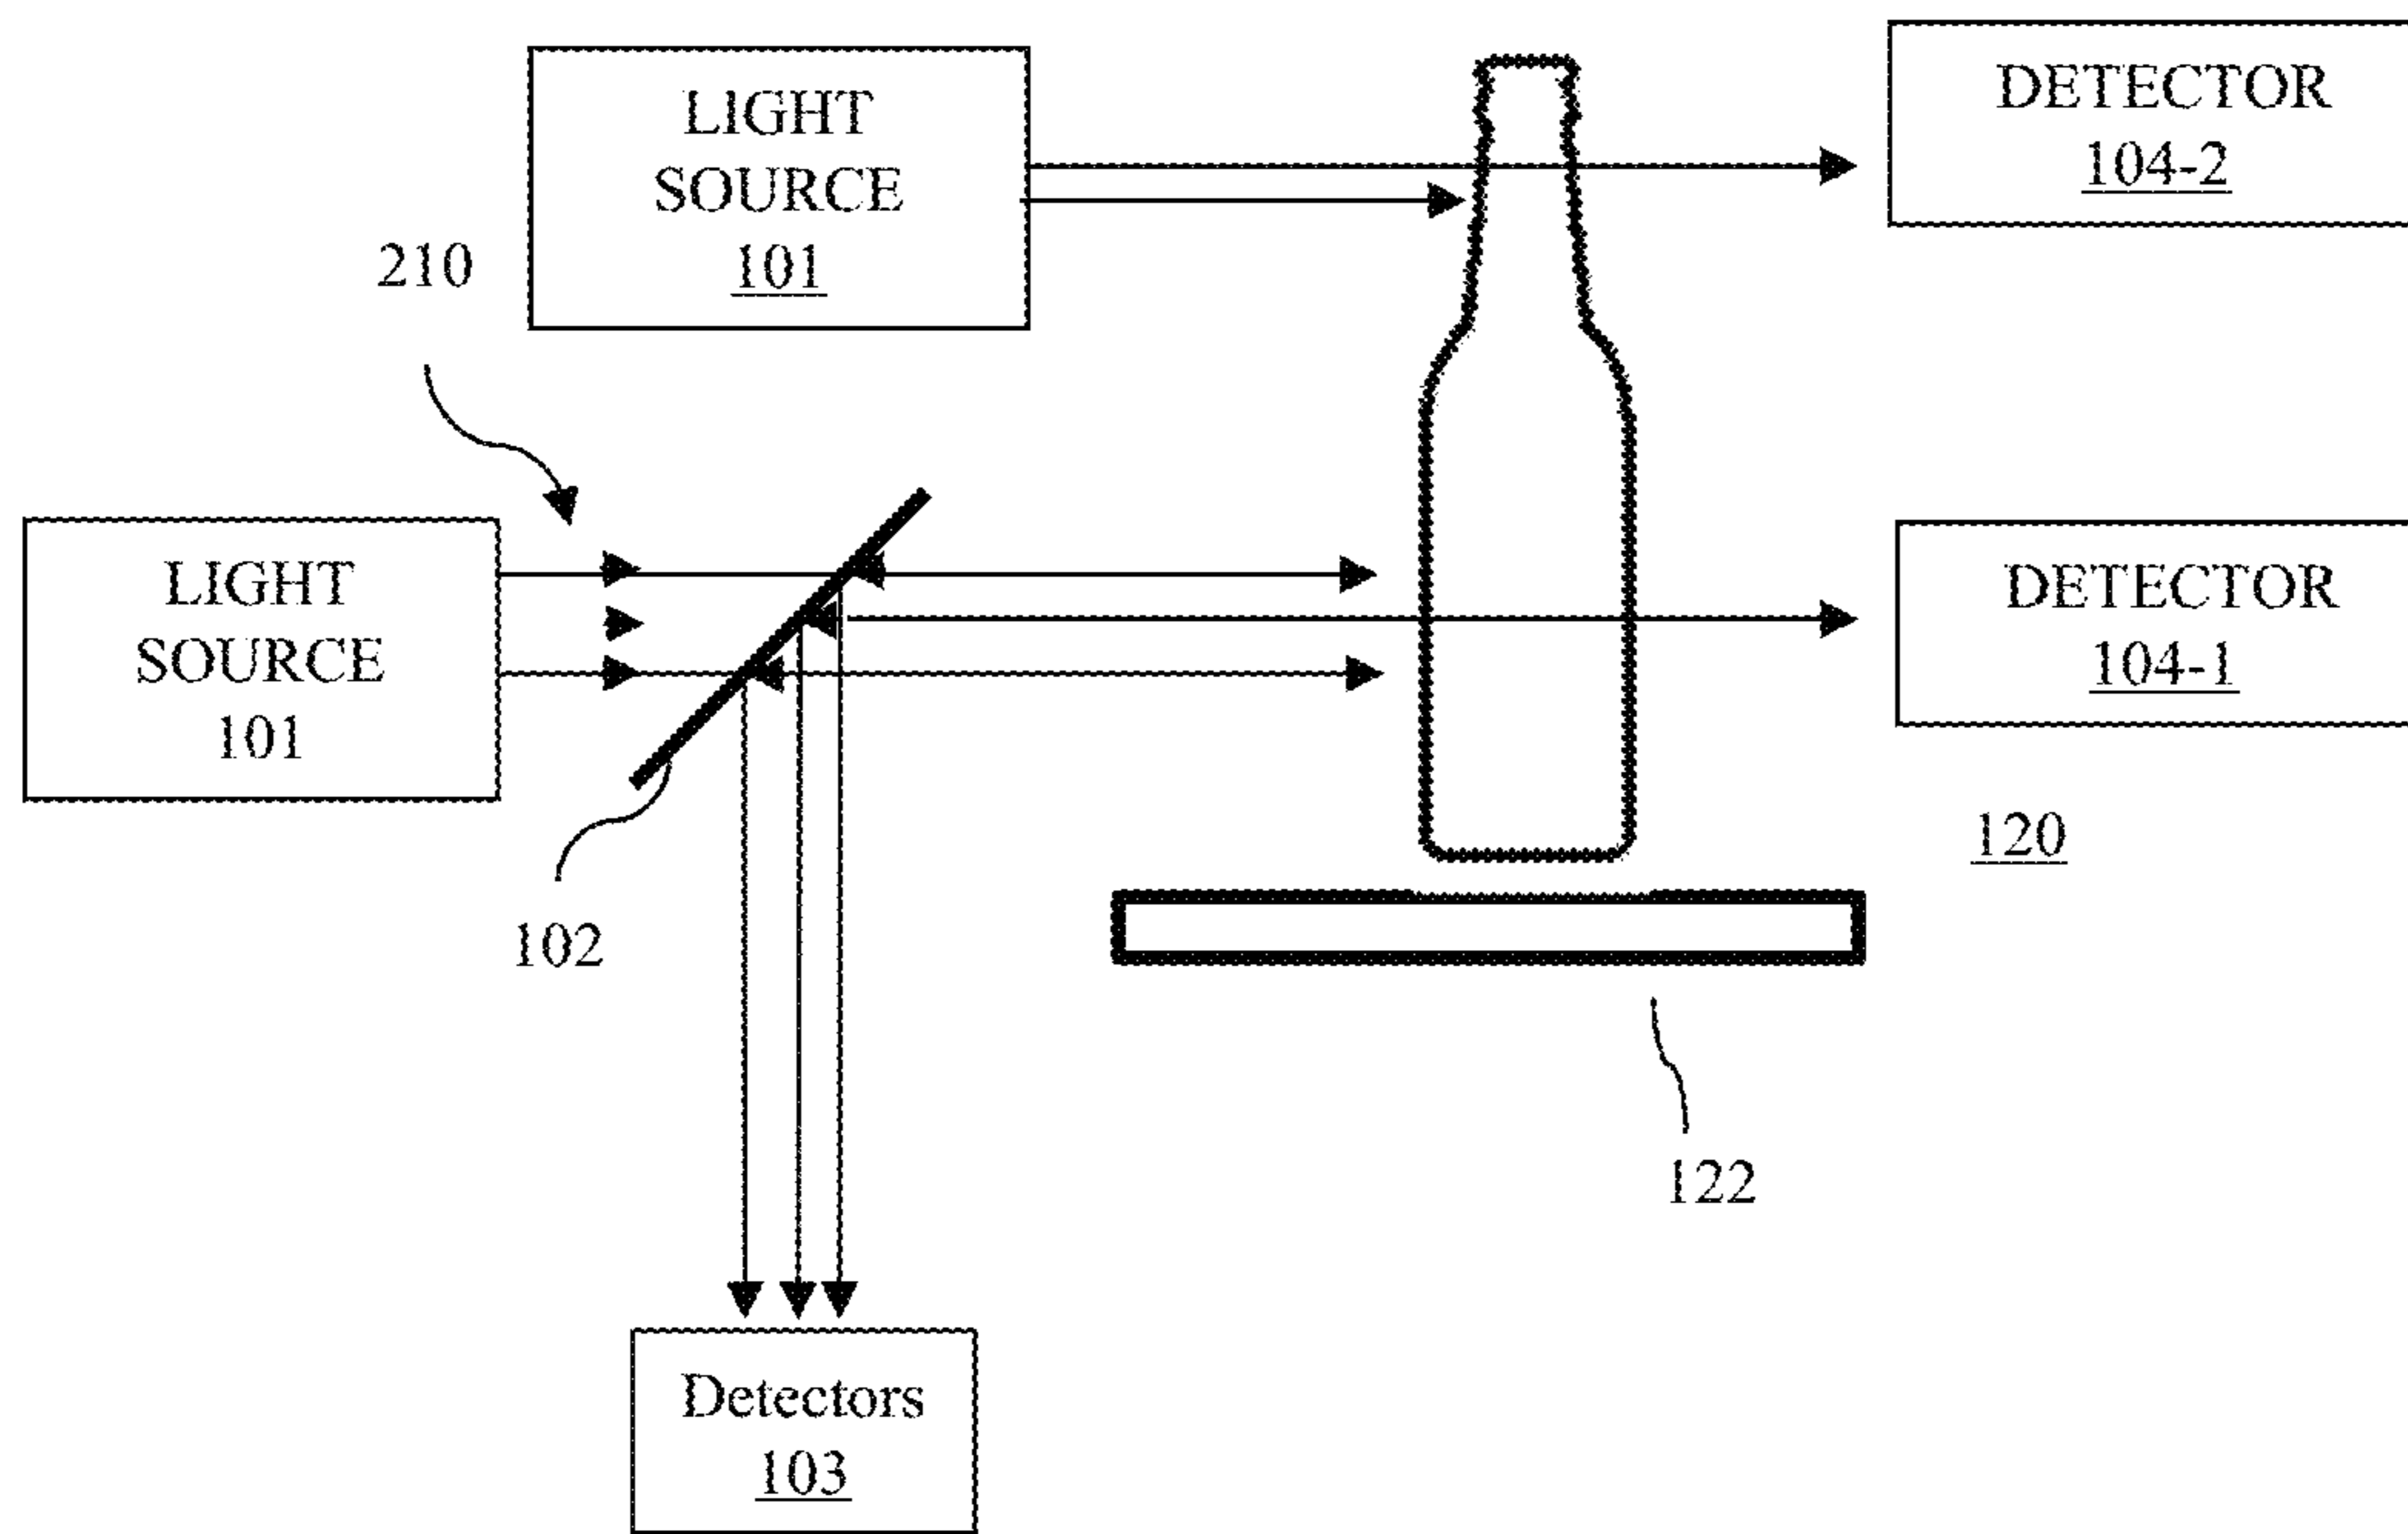 LIGHT
SOURCE
101
DETECTOR
104-2
210
LIGHT
SOURCE
101
DETECTOR
104-1
120
102
122
Detectors
103